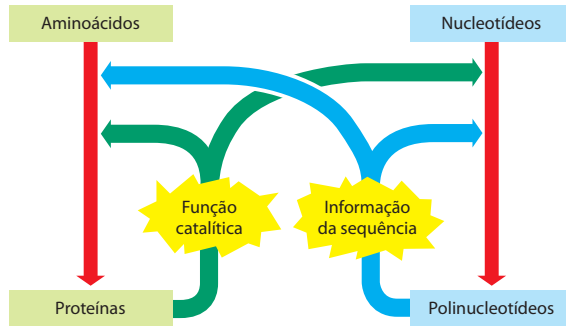 Aminoácidos
Nucleotídeos
Função
catalítica
Informação
da sequência
Proteínas
Polinucleotídeos